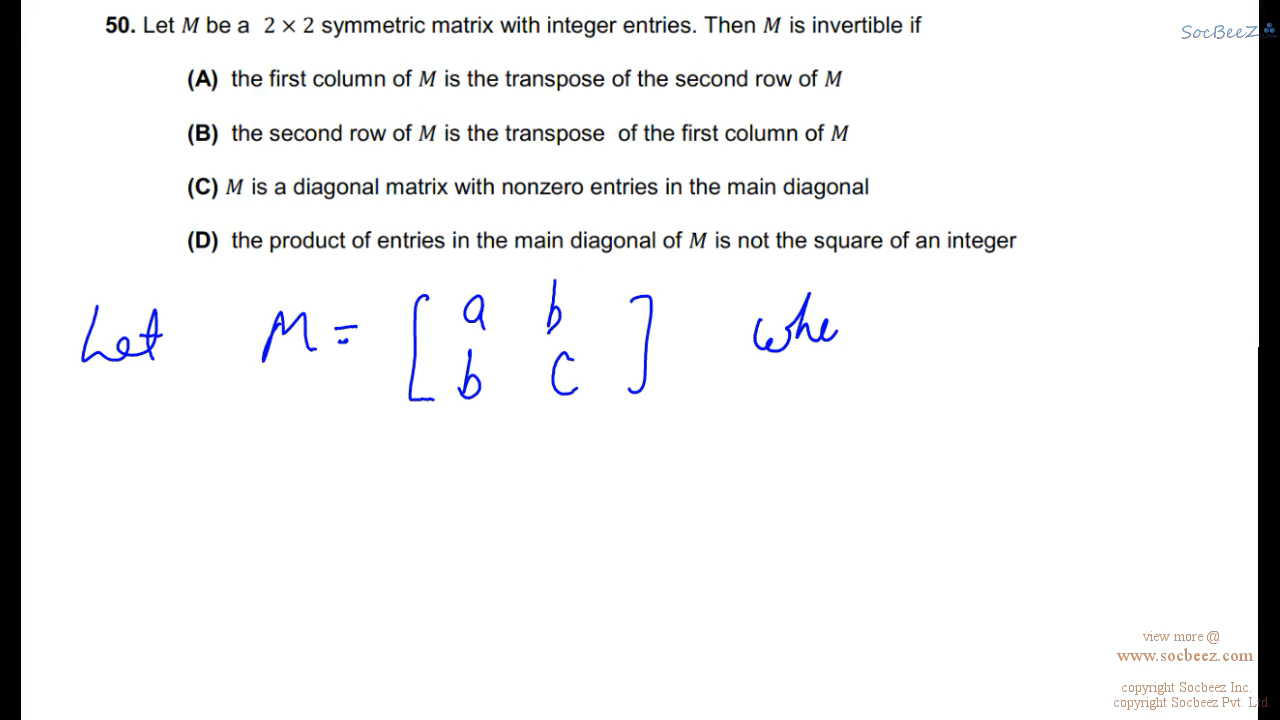 50. Let M be a 2 × 2 symmetric matrix with integer entries. Then M is invertible if
SocBeeZ.com
(A) the first column of M is the transpose of the second row of M
(B) the second row of M is the transpose of the first column of M
(C) M is a diagonal matrix with nonzero entries in the main diagonal
(D) the product of entries in the main diagonal of M is not the square of an integer
Let M = [ a b whe
b c ]
view more @
www.socbeez.com
copyright Socbeez Inc.
copyright Socbeez Pvt. Ltd.